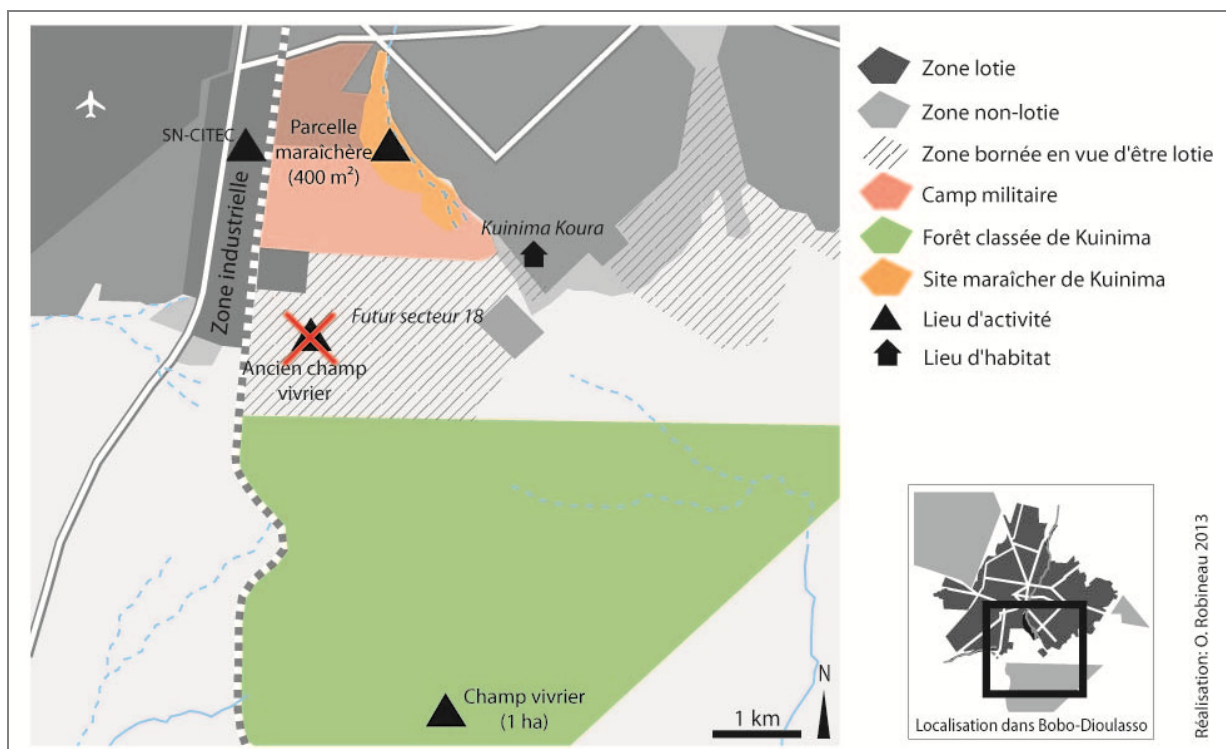 SN-CITEC
Parcelle
maraîchère
(400 m²)
Zone industrielle
Kuinima Koura
Futur secteur 18
Ancien champ
vivrier
Champ vivrier
(1 ha)
1 km
N
Zone lotie
Zone non-lotie
Zone bornée en vue d'être lotie
Camp militaire
Forêt classée de Kuinima
Site maraîcher de Kuinima
Lieu d'activité
Lieu d'habitat
Localisation dans Bobo-Dioulasso
Réalisation: O. Robineau 2013